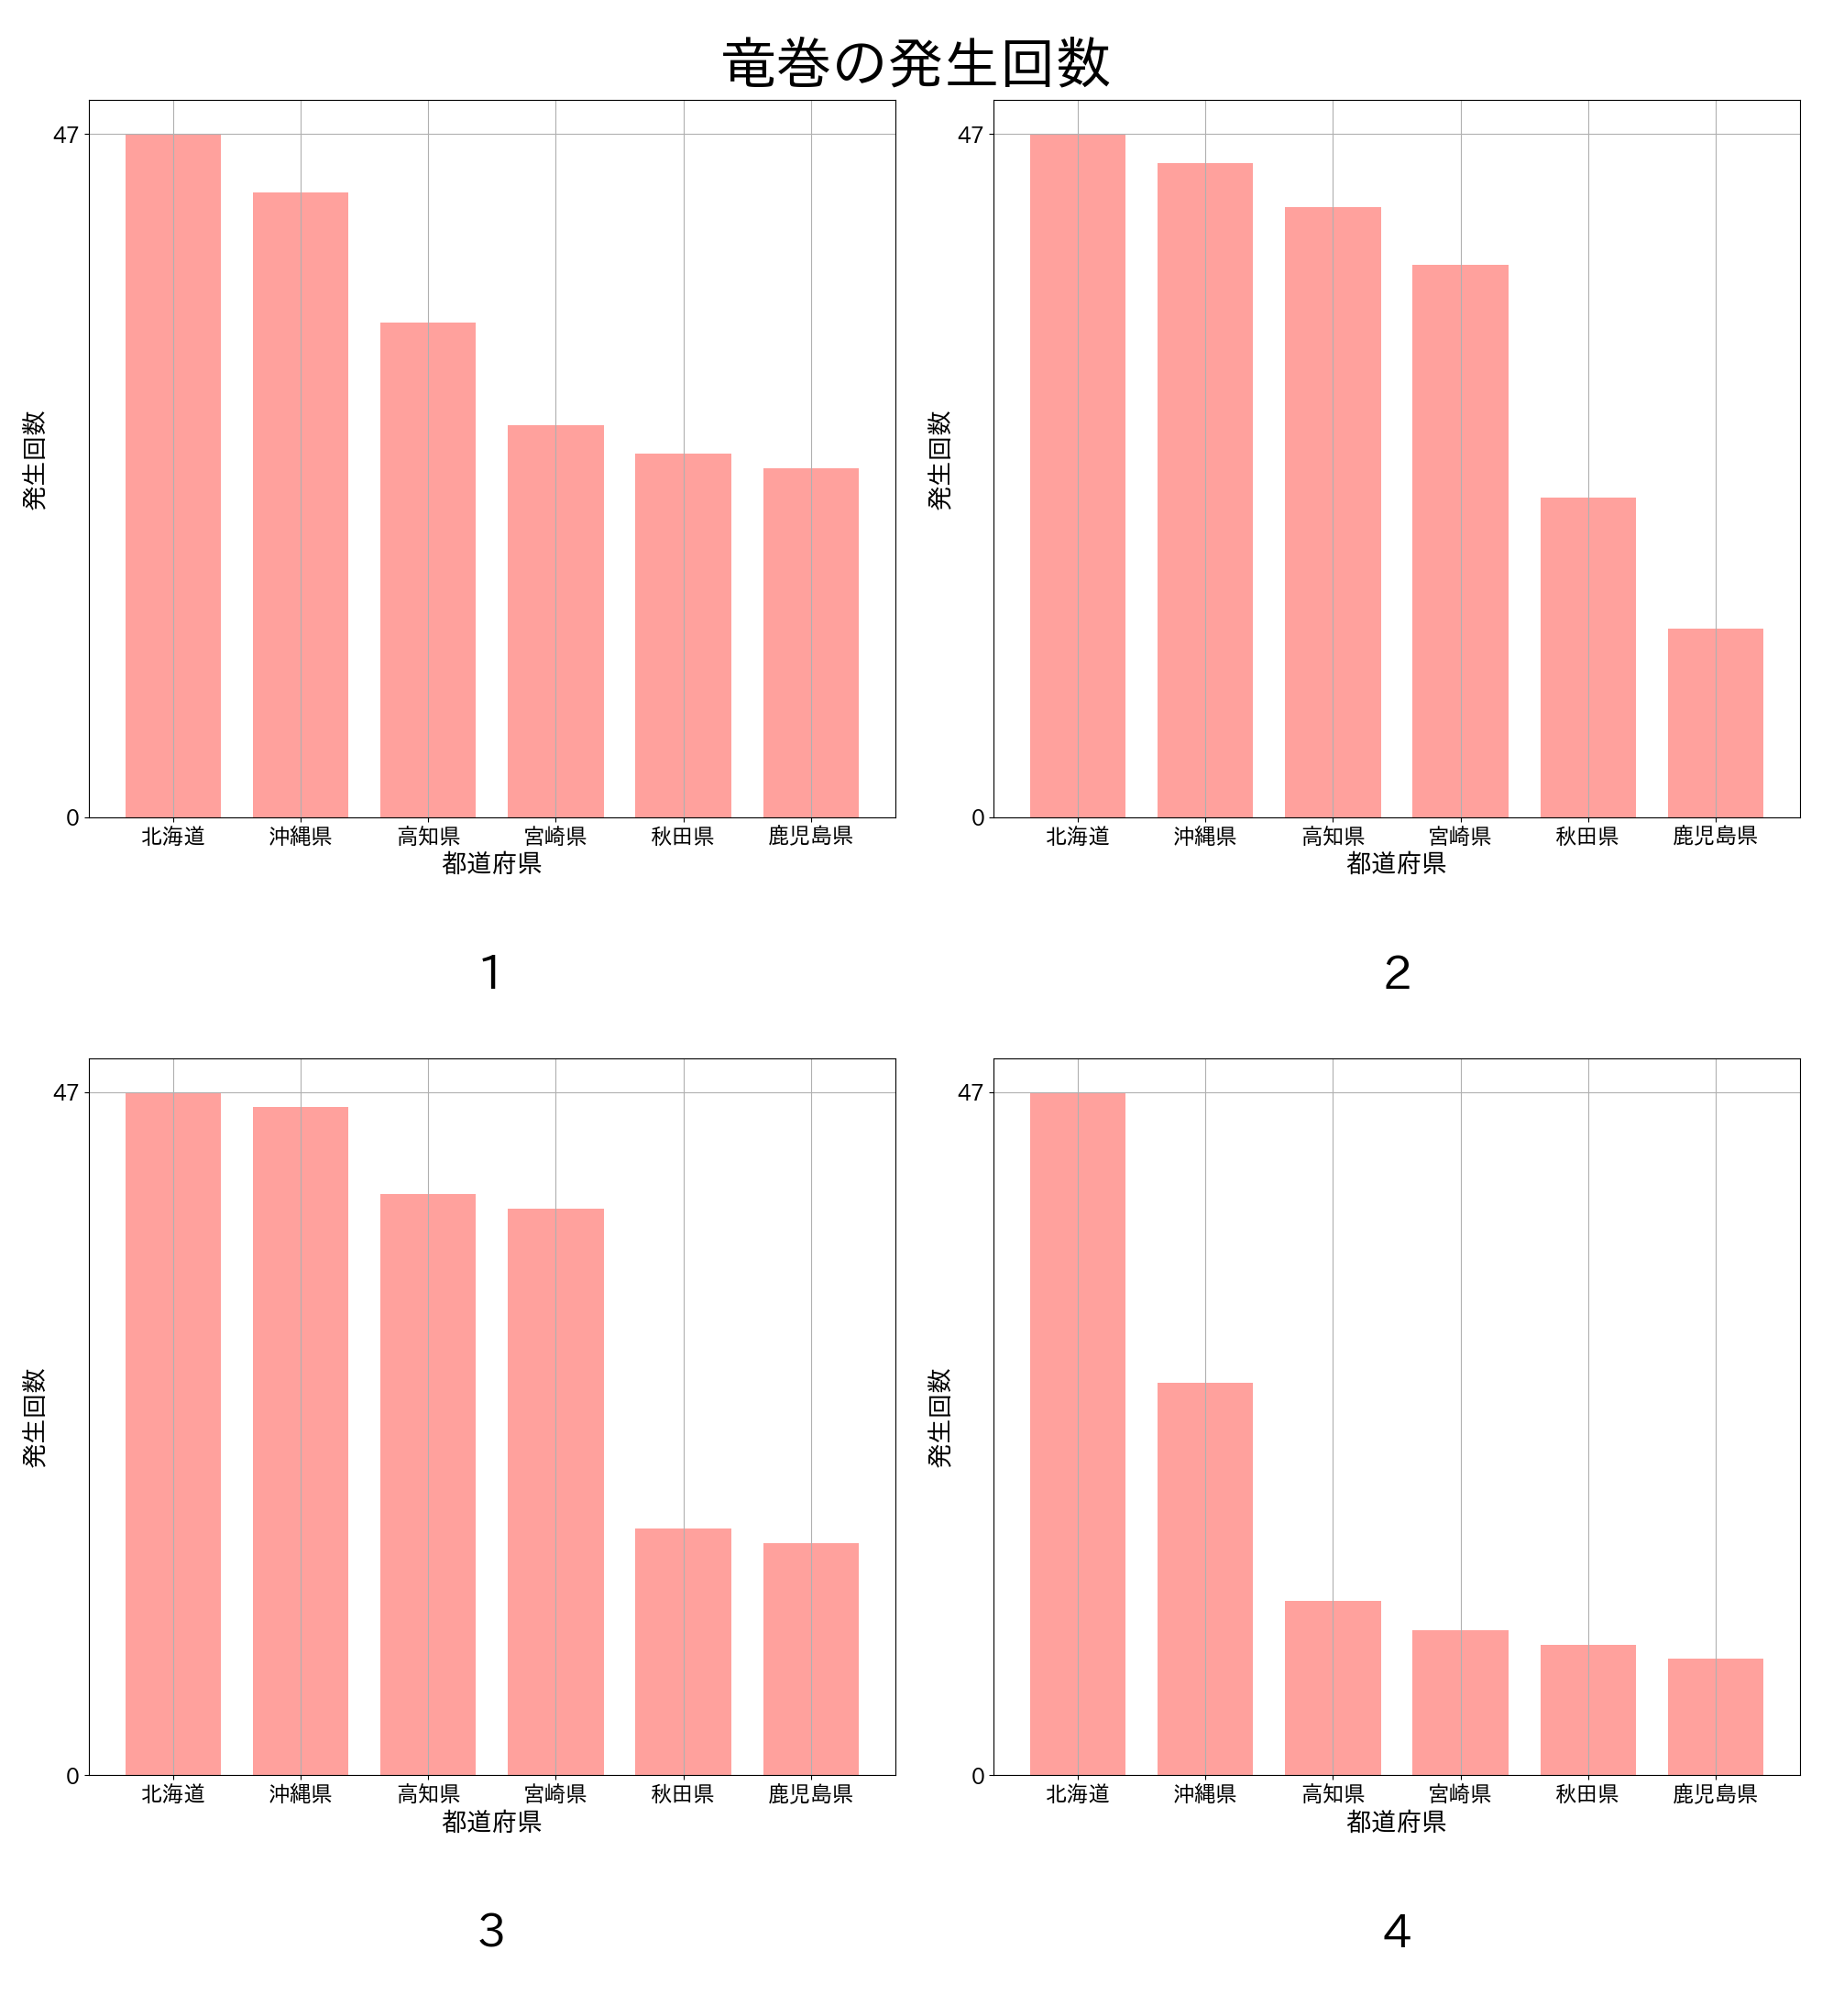 竜巻の発生回数
47
0
発生回数
北海道 沖縄県 高知県 宮崎県 秋田県 鹿児島県
都道府県
1
47
0
発生回数
北海道 沖縄県 高知県 宮崎県 秋田県 鹿児島県
都道府県
2
47
0
発生回数
北海道 沖縄県 高知県 宮崎県 秋田県 鹿児島県
都道府県
3
47
0
発生回数
北海道 沖縄県 高知県 宮崎県 秋田県 鹿児島県
都道府県
4